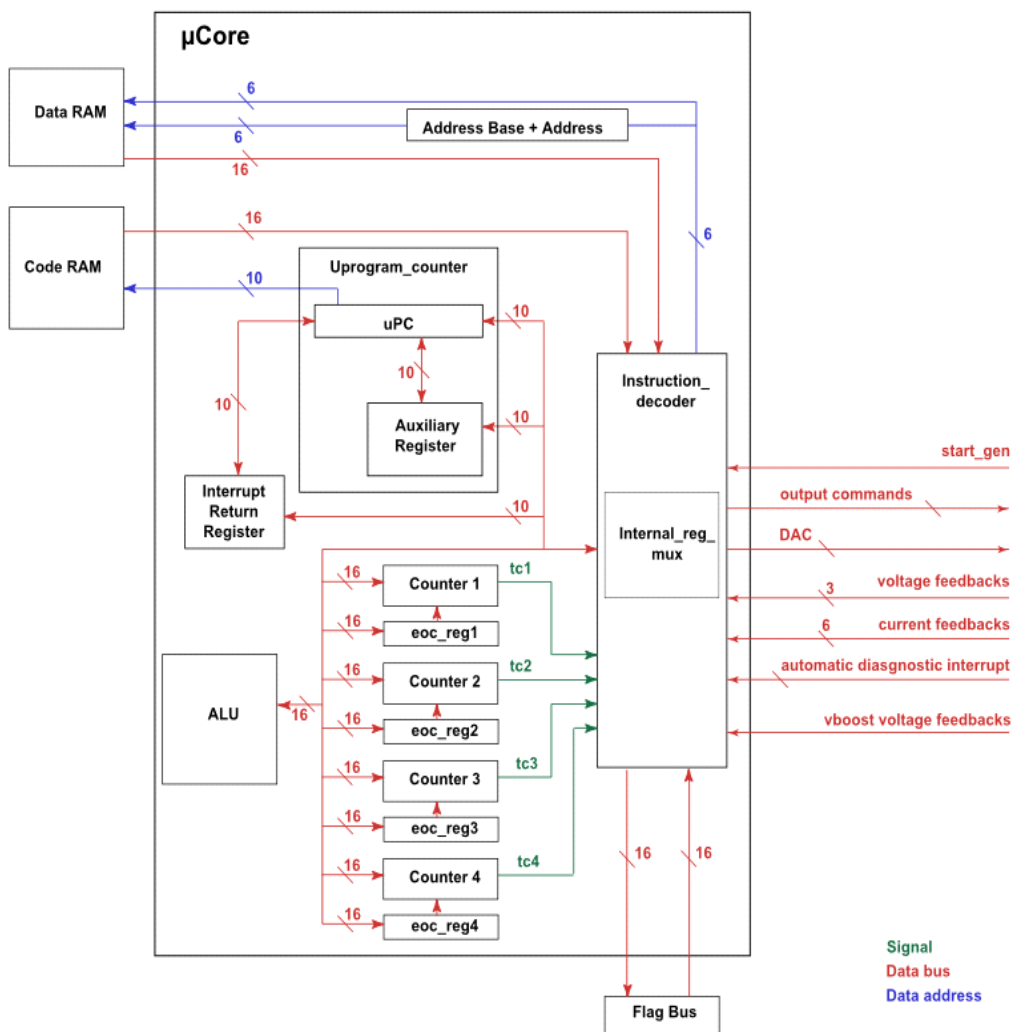 µCore
6
Data RAM
Address Base + Address
6
16
16
6
Code RAM
Uprogram_counter
10
10
uPC
Instruction_
decoder
10
10
10
Auxiliary
Register
start_gen
Interrupt
Return
Register
output commands
10
Internal_reg_
mux
DAC
tc1
16
Counter 1
voltage feedbacks
3
16
eoc_reg1
current feedbacks
6
tc2
automatic diasgnostic interrupt
16
Counter 2
ALU
16
vboost voltage feedbacks
16
eoc_reg2
tc3
16
Counter 3
16
eoc_reg3
16
16
tc4
16
Counter 4
16
eoc_reg4
Signal
Data bus
Data address
Flag Bus